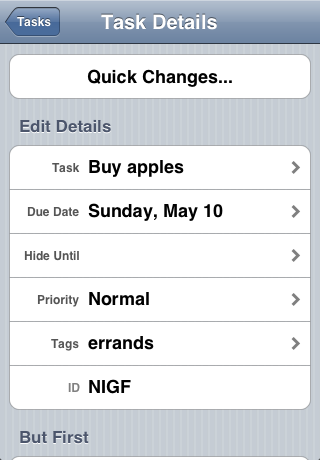 Tasks
Task Details
Quick Changes...
Edit Details
Task Buy apples
Due Date Sunday, May 10
Hide Until
Priority Normal
Tags errands
ID NIGF
But First